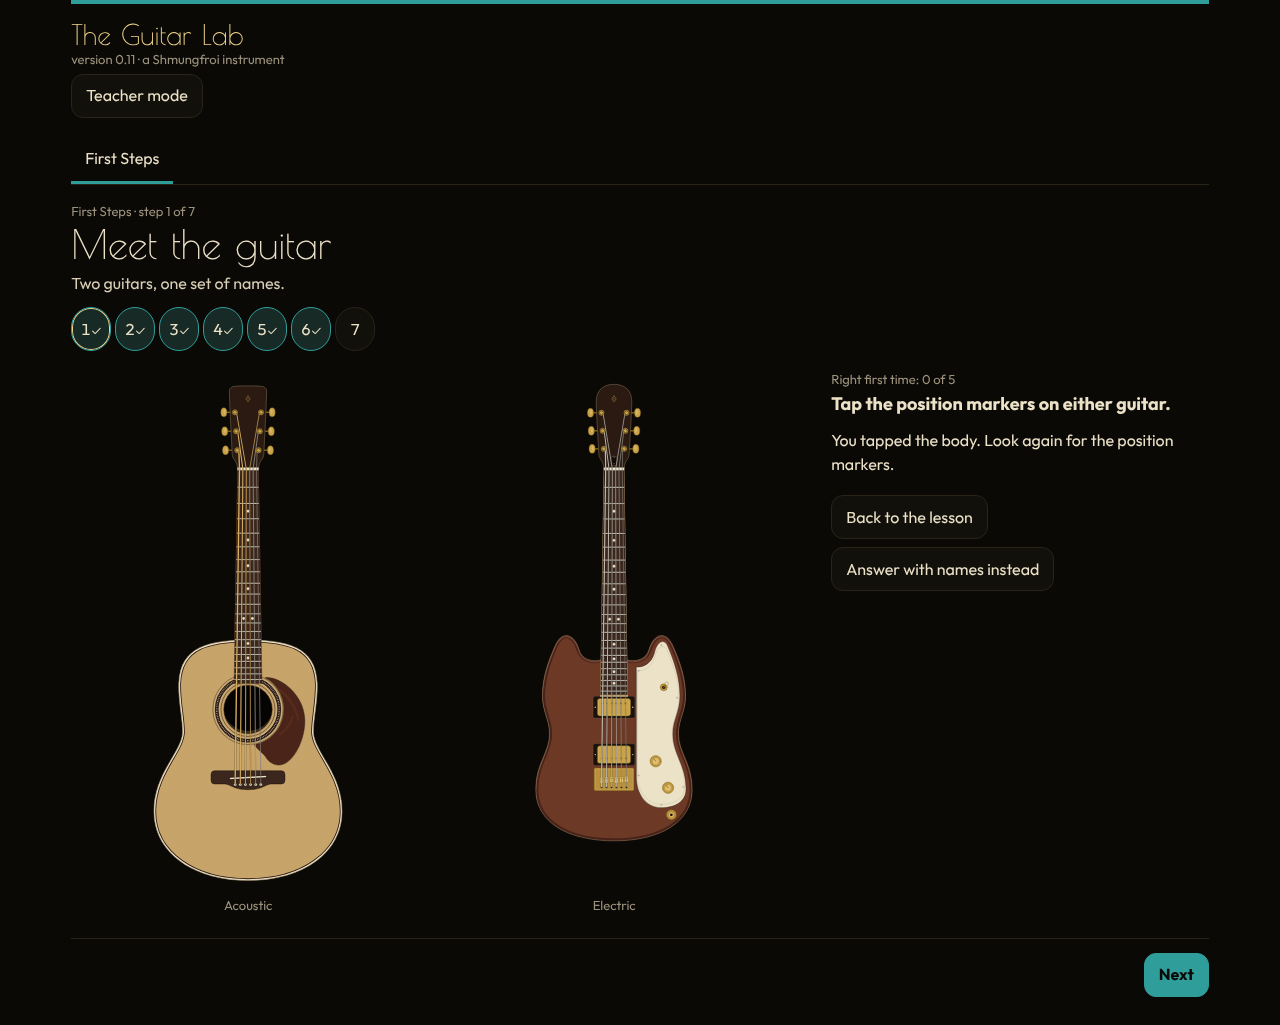 The Guitar Lab
version 0.11 · a Shmungfroi instrument
Teacher mode
First Steps
First Steps · step 1 of 7
Meet the guitar
Two guitars, one set of names.
1✓ 2✓ 3✓ 4✓ 5✓ 6✓ 7
Right first time: 0 of 5
Tap the position markers on either guitar.
You tapped the body. Look again for the position
markers.
Back to the lesson
Answer with names instead
Acoustic
Electric
Next